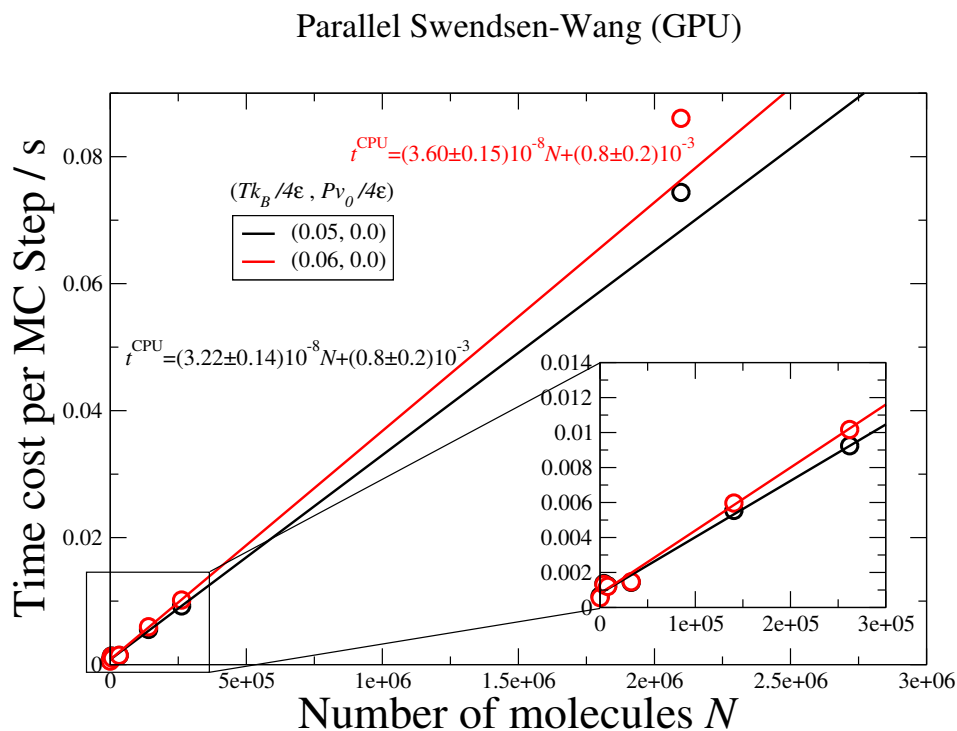 Parallel Swendsen-Wang (GPU)
Time cost per MC Step / s
0.08
0.06
0.04
0.02
0
t^CPU=(3.60±0.15)10^-8N+(0.8±0.2)10^-3
(Tk_B/4ε , Pv_0/4ε)
(0.05, 0.0)
(0.06, 0.0)
t^CPU=(3.22±0.14)10^-8N+(0.8±0.2)10^-3
0.014
0.012
0.01
0.008
0.006
0.004
0.002
0
0 1e+05 2e+05 3e+05
0 5e+05 1e+06 1.5e+06 2e+06 2.5e+06 3e+06
Number of molecules N